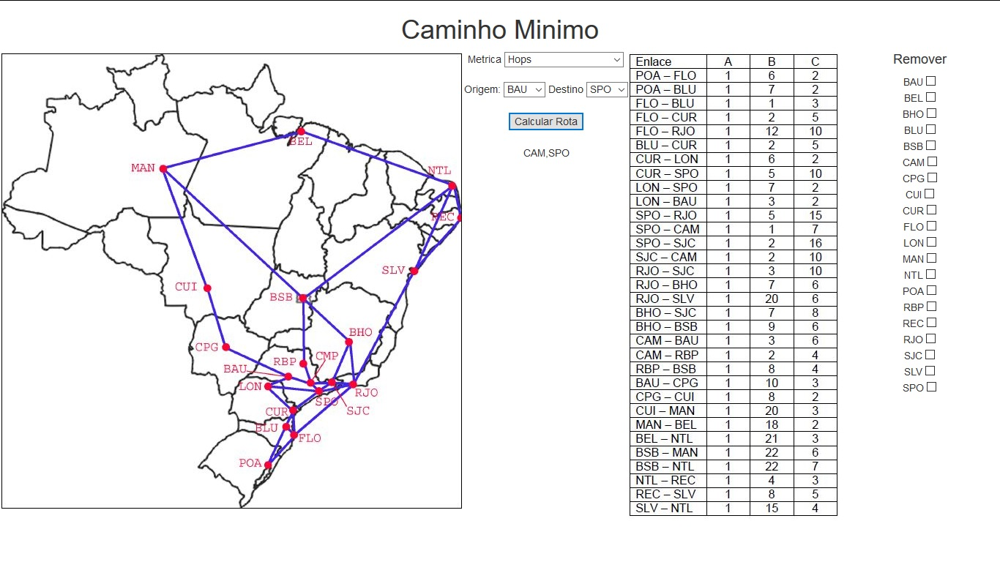 Caminho Minimo
Metrica Hops
Origem: BAU Destino SPO
Calcular Rota
CAM,SPO
BEL
MAN
NTL
REC
SLV
CUI
BSB
BHO
CPG
RBP
CMP
BAU
LON
RJO
SPO
CUR
SJC
BLU
FLO
POA
Enlace A B C
POA – FLO 1 6 2
POA – BLU 1 7 2
FLO – BLU 1 1 3
FLO – CUR 1 2 5
FLO – RJO 1 12 10
BLU – CUR 1 2 5
CUR – LON 1 6 2
CUR – SPO 1 5 10
LON – SPO 1 7 2
LON – BAU 1 3 2
SPO – RJO 1 5 15
SPO – CAM 1 1 7
SPO – SJC 1 2 16
SJC – CAM 1 2 10
RJO – SJC 1 3 10
RJO – BHO 1 7 6
RJO – SLV 1 20 6
BHO – SJC 1 7 8
BHO – BSB 1 9 6
CAM – BAU 1 3 6
CAM – RBP 1 2 4
RBP – BSB 1 8 4
BAU – CPG 1 10 3
CPG – CUI 1 8 2
CUI – MAN 1 20 3
MAN – BEL 1 18 2
BEL – NTL 1 21 3
BSB – MAN 1 22 6
BSB – NTL 1 22 7
NTL – REC 1 4 3
REC – SLV 1 8 5
SLV – NTL 1 15 4
Remover
BAU
BEL
BHO
BLU
BSB
CAM
CPG
CUI
CUR
FLO
LON
MAN
NTL
POA
RBP
REC
RJO
SJC
SLV
SPO